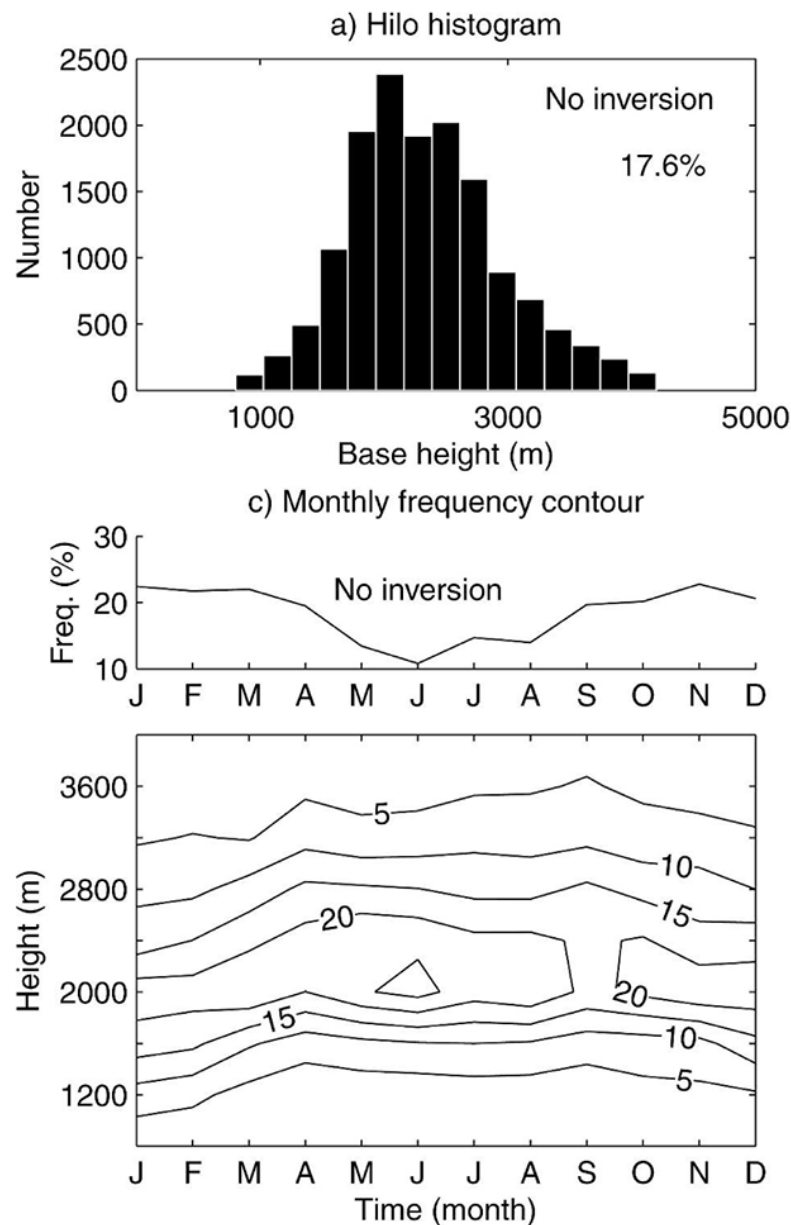 a) Hilo histogram
2500
2000
1500
1000
500
0
Number
No inversion
17.6%
1000 3000 5000
Base height (m)
c) Monthly frequency contour
30
20
10
Freq. (%)
No inversion
J F M A M J J A S O N D
3600
2800
2000
1200
Height (m)
5
10
15
20
20
15
10
5
J F M A M J J A S O N D
Time (month)